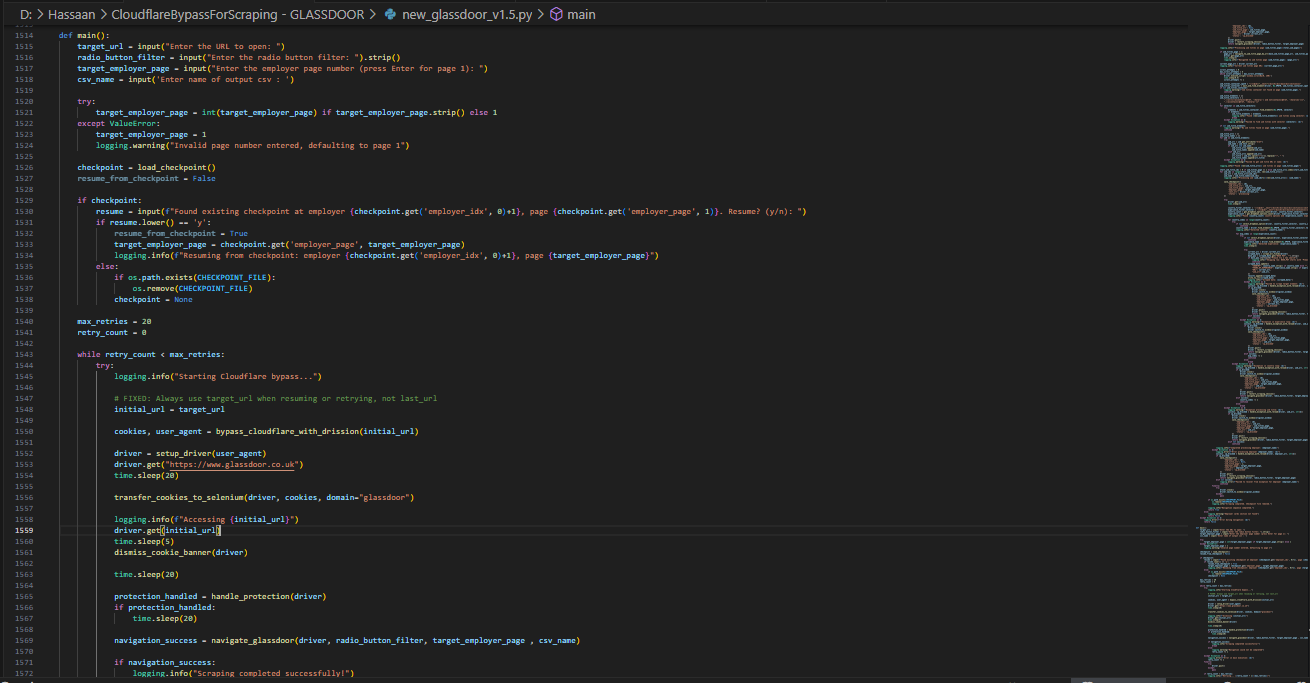 D: > Hassaan > CloudflareBypassForScraping - GLASSDOOR > new_glassdoor_v1.5.py > main
1514 def main():
1515 target_url = input("Enter the URL to open: ")
1516 radio_button_filter = input("Enter the radio button filter: ").strip()
1517 target_employer_page = input("Enter the employer page number (press Enter for page 1): ")
1518 csv_name = input('Enter name of output csv : ')
1519
1520 try:
1521 target_employer_page = int(target_employer_page) if target_employer_page.strip() else 1
1522 except ValueError:
1523 target_employer_page = 1
1524 logging.warning("Invalid page number entered, defaulting to page 1")
1525
1526 checkpoint = load_checkpoint()
1527 resume_from_checkpoint = False
1528
1529 if checkpoint:
1530 resume = input(f"Found existing checkpoint at employer {checkpoint.get('employer_idx', 0)+1}, page {checkpoint.get('employer_page', 1)}. Resume? (y/n): ")
1531 if resume.lower() == 'y':
1532 resume_from_checkpoint = True
1533 target_employer_page = checkpoint.get('employer_page', target_employer_page)
1534 logging.info(f"Resuming from checkpoint: employer {checkpoint.get('employer_idx', 0)+1}, page {target_employer_page}")
1535 else:
1536 if os.path.exists(CHECKPOINT_FILE):
1537 os.remove(CHECKPOINT_FILE)
1538 checkpoint = None
1539
1540 max_retries = 20
1541 retry_count = 0
1542
1543 while retry_count < max_retries:
1544 try:
1545 logging.info("Starting Cloudflare bypass...")
1546
1547 # FIXED: Always use target_url when resuming or retrying, not last_url
1548 initial_url = target_url
1549
1550 cookies, user_agent = bypass_cloudflare_with_drission(initial_url)
1551
1552 driver = setup_driver(user_agent)
1553 driver.get("https://www.glassdoor.co.uk")
1554 time.sleep(20)
1555
1556 transfer_cookies_to_selenium(driver, cookies, domain="glassdoor")
1557
1558 logging.info(f"Accessing {initial_url}")
1559 driver.get(initial_url)
1560 time.sleep(5)
1561 dismiss_cookie_banner(driver)
1562
1563 time.sleep(20)
1564
1565 protection_handled = handle_protection(driver)
1566 if protection_handled:
1567 time.sleep(20)
1568
1569 navigation_success = navigate_glassdoor(driver, radio_button_filter, target_employer_page , csv_name)
1570
1571 if navigation_success:
1572 logging.info("Scraping completed successfully!")